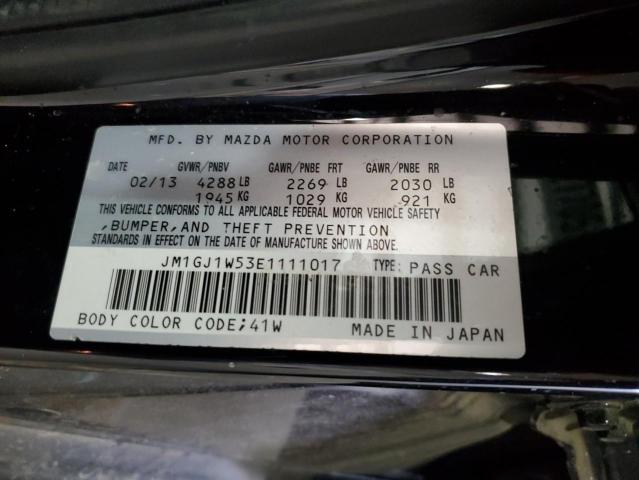 MFD. BY MAZDA MOTOR CORPORATION
DATE GVWR/PNBV GAWR/PNBE FRT GAWR/PNBE RR
02/13 4288 LB 2269 LB 2030 LB
1945 KG 1029 KG 921 KG
THIS VEHICLE CONFORMS TO ALL APPLICABLE FEDERAL MOTOR VEHICLE SAFETY
,BUMPER,AND THEFT PREVENTION
STANDARDS IN EFFECT ON THE DATE OF MANUFACTURE SHOWN ABOVE.
JM1GJ1W53E1111017 TYPE: PASS CAR
BODY COLOR CODE;41W MADE IN JAPAN